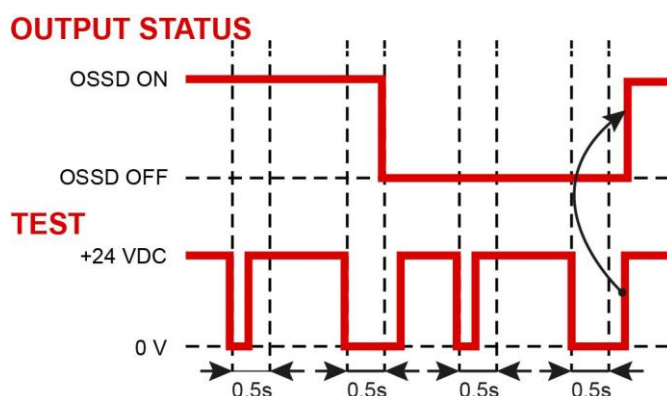 OUTPUT STATUS
OSSD ON
OSSD OFF
TEST
+24 VDC
0 V
0.5s 0.5s 0.5s 0.5s